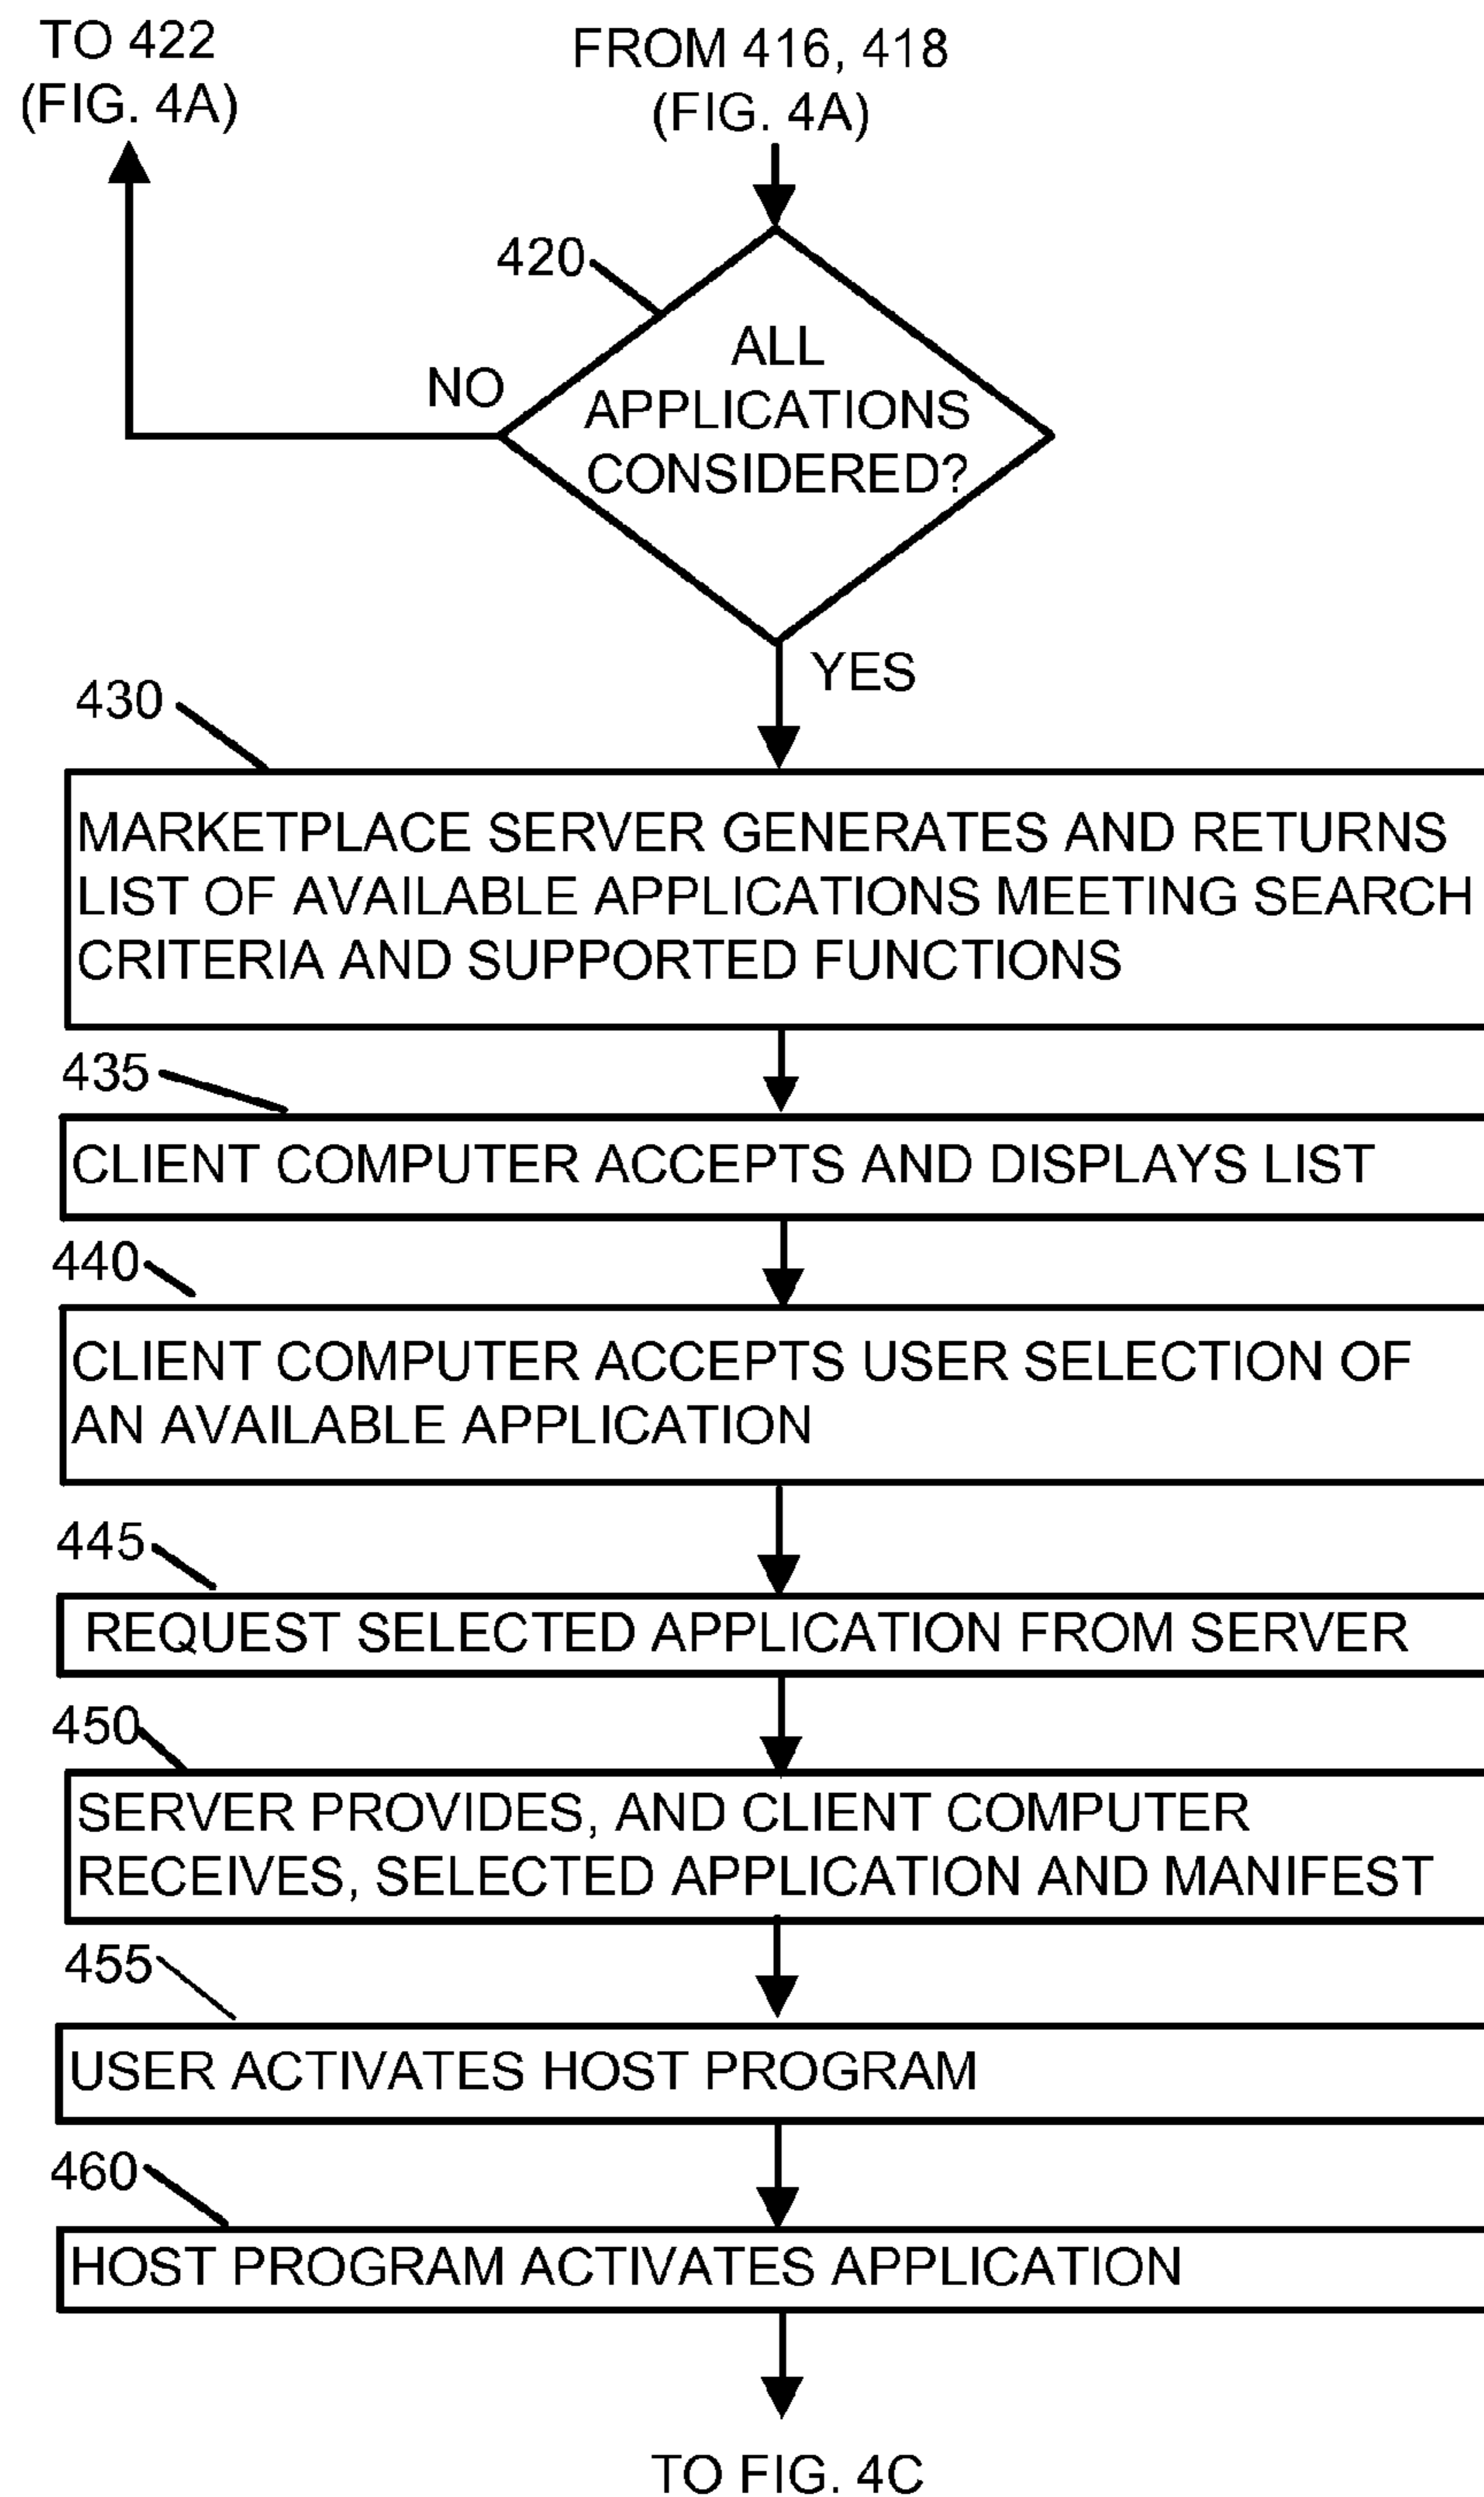 TO 422
(FIG. 4A)
FROM 416, 418
(FIG. 4A)
420
ALL
APPLICATIONS
CONSIDERED?
NO
YES
430
MARKETPLACE SERVER GENERATES AND RETURNS
LIST OF AVAILABLE APPLICATIONS MEETING SEARCH
CRITERIA AND SUPPORTED FUNCTIONS
435
CLIENT COMPUTER ACCEPTS AND DISPLAYS LIST
440
CLIENT COMPUTER ACCEPTS USER SELECTION OF
AN AVAILABLE APPLICATION
445
REQUEST SELECTED APPLICATION FROM SERVER
450
SERVER PROVIDES, AND CLIENT COMPUTER
RECEIVES, SELECTED APPLICATION AND MANIFEST
455
USER ACTIVATES HOST PROGRAM
460
HOST PROGRAM ACTIVATES APPLICATION
TO FIG. 4C